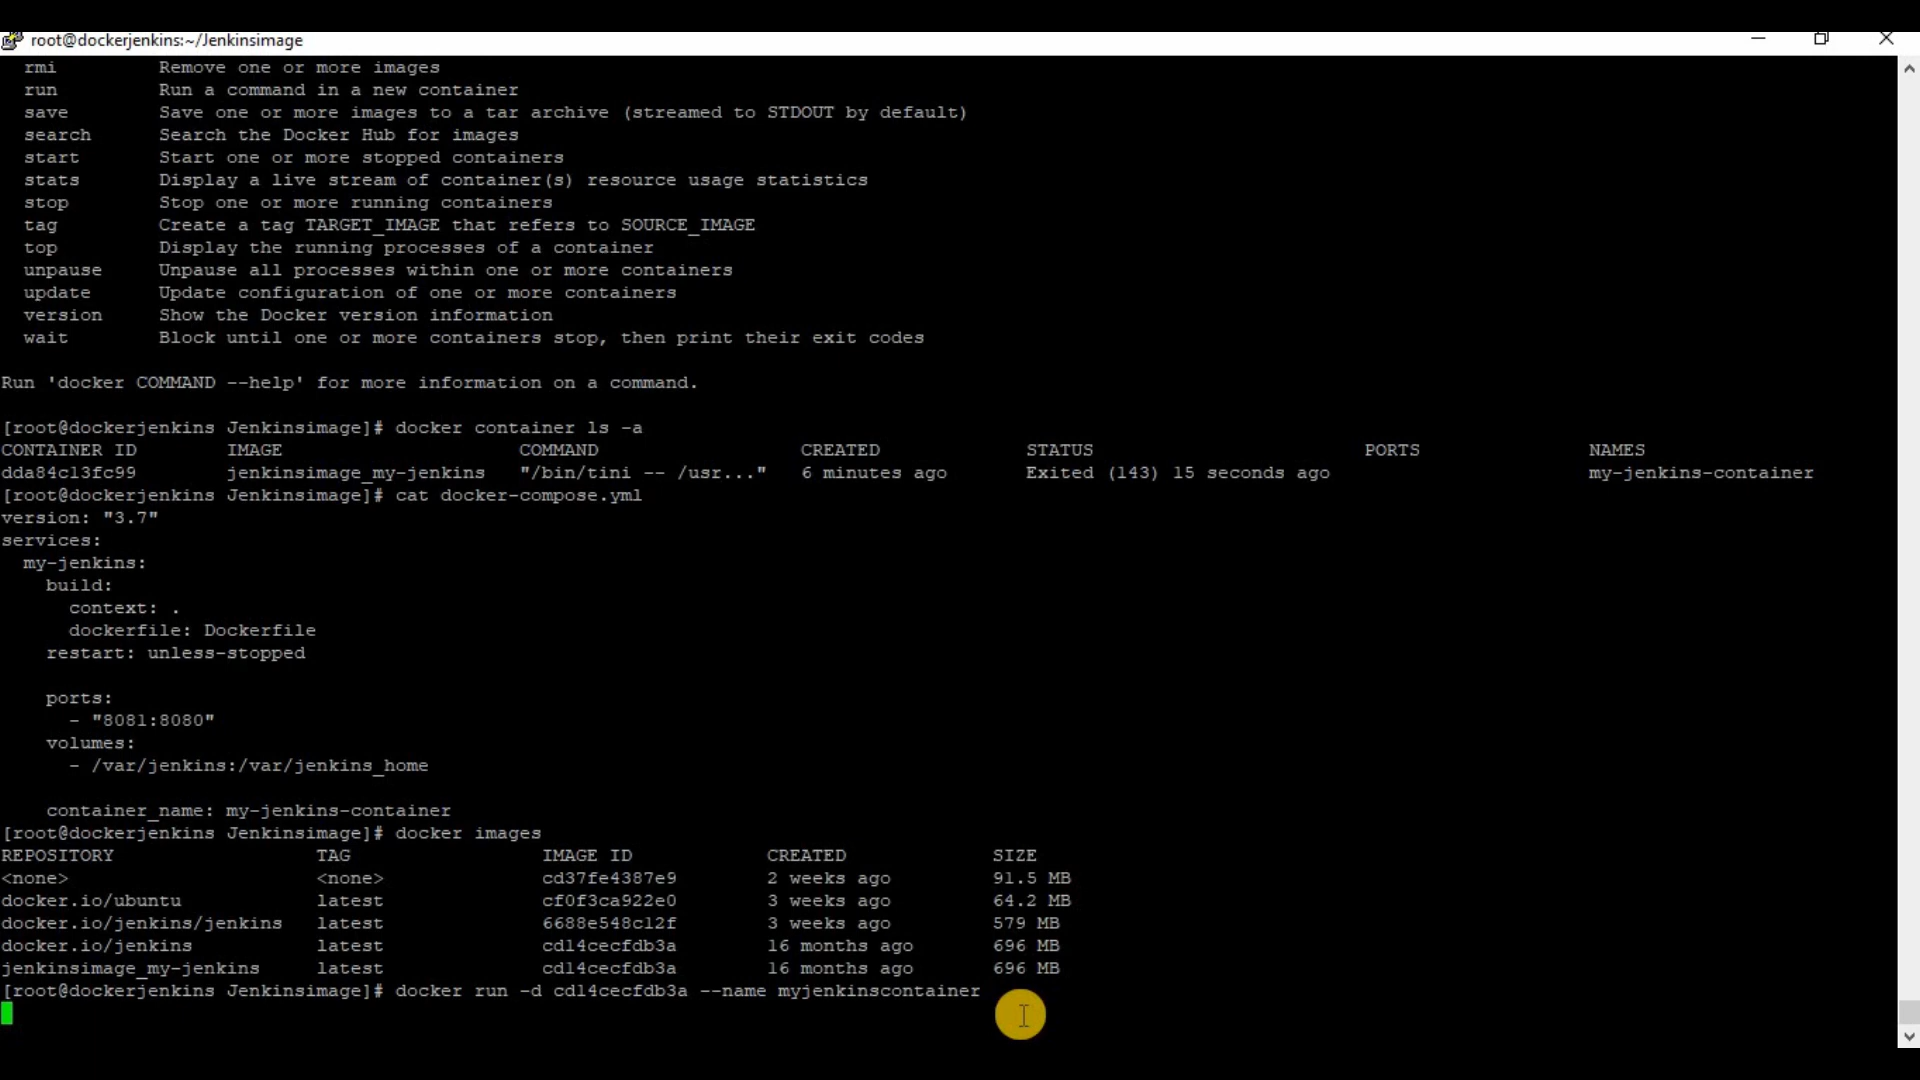 root@dockerjenkins:~/Jenkinsimage
rmi Remove one or more images
run Run a command in a new container
save Save one or more images to a tar archive (streamed to STDOUT by default)
search Search the Docker Hub for images
start Start one or more stopped containers
stats Display a live stream of container(s) resource usage statistics
stop Stop one or more running containers
tag Create a tag TARGET_IMAGE that refers to SOURCE_IMAGE
top Display the running processes of a container
unpause Unpause all processes within one or more containers
update Update configuration of one or more containers
version Show the Docker version information
wait Block until one or more containers stop, then print their exit codes
Run 'docker COMMAND --help' for more information on a command.
[root@dockerjenkins Jenkinsimage]# docker container ls -a
CONTAINER ID IMAGE COMMAND CREATED STATUS PORTS NAMES
dda84c13fc99 jenkinsimage_my-jenkins "/bin/tini -- /usr..." 6 minutes ago Exited (143) 15 seconds ago my-jenkins-container
[root@dockerjenkins Jenkinsimage]# cat docker-compose.yml
version: "3.7"
services:
  my-jenkins:
    build:
      context: .
      dockerfile: Dockerfile
    restart: unless-stopped
    ports:
      - "8081:8080"
    volumes:
      - /var/jenkins:/var/jenkins_home
    container_name: my-jenkins-container
[root@dockerjenkins Jenkinsimage]# docker images
REPOSITORY TAG IMAGE ID CREATED SIZE
<none> <none> cd37fe4387e9 2 weeks ago 91.5 MB
docker.io/ubuntu latest cf0f3ca922e0 3 weeks ago 64.2 MB
docker.io/jenkins/jenkins latest 6688e548c12f 3 weeks ago 579 MB
docker.io/jenkins latest cd14cecfdb3a 16 months ago 696 MB
jenkinsimage_my-jenkins latest cd14cecfdb3a 16 months ago 696 MB
[root@dockerjenkins Jenkinsimage]# docker run -d cd14cecfdb3a --name myjenkinscontainer